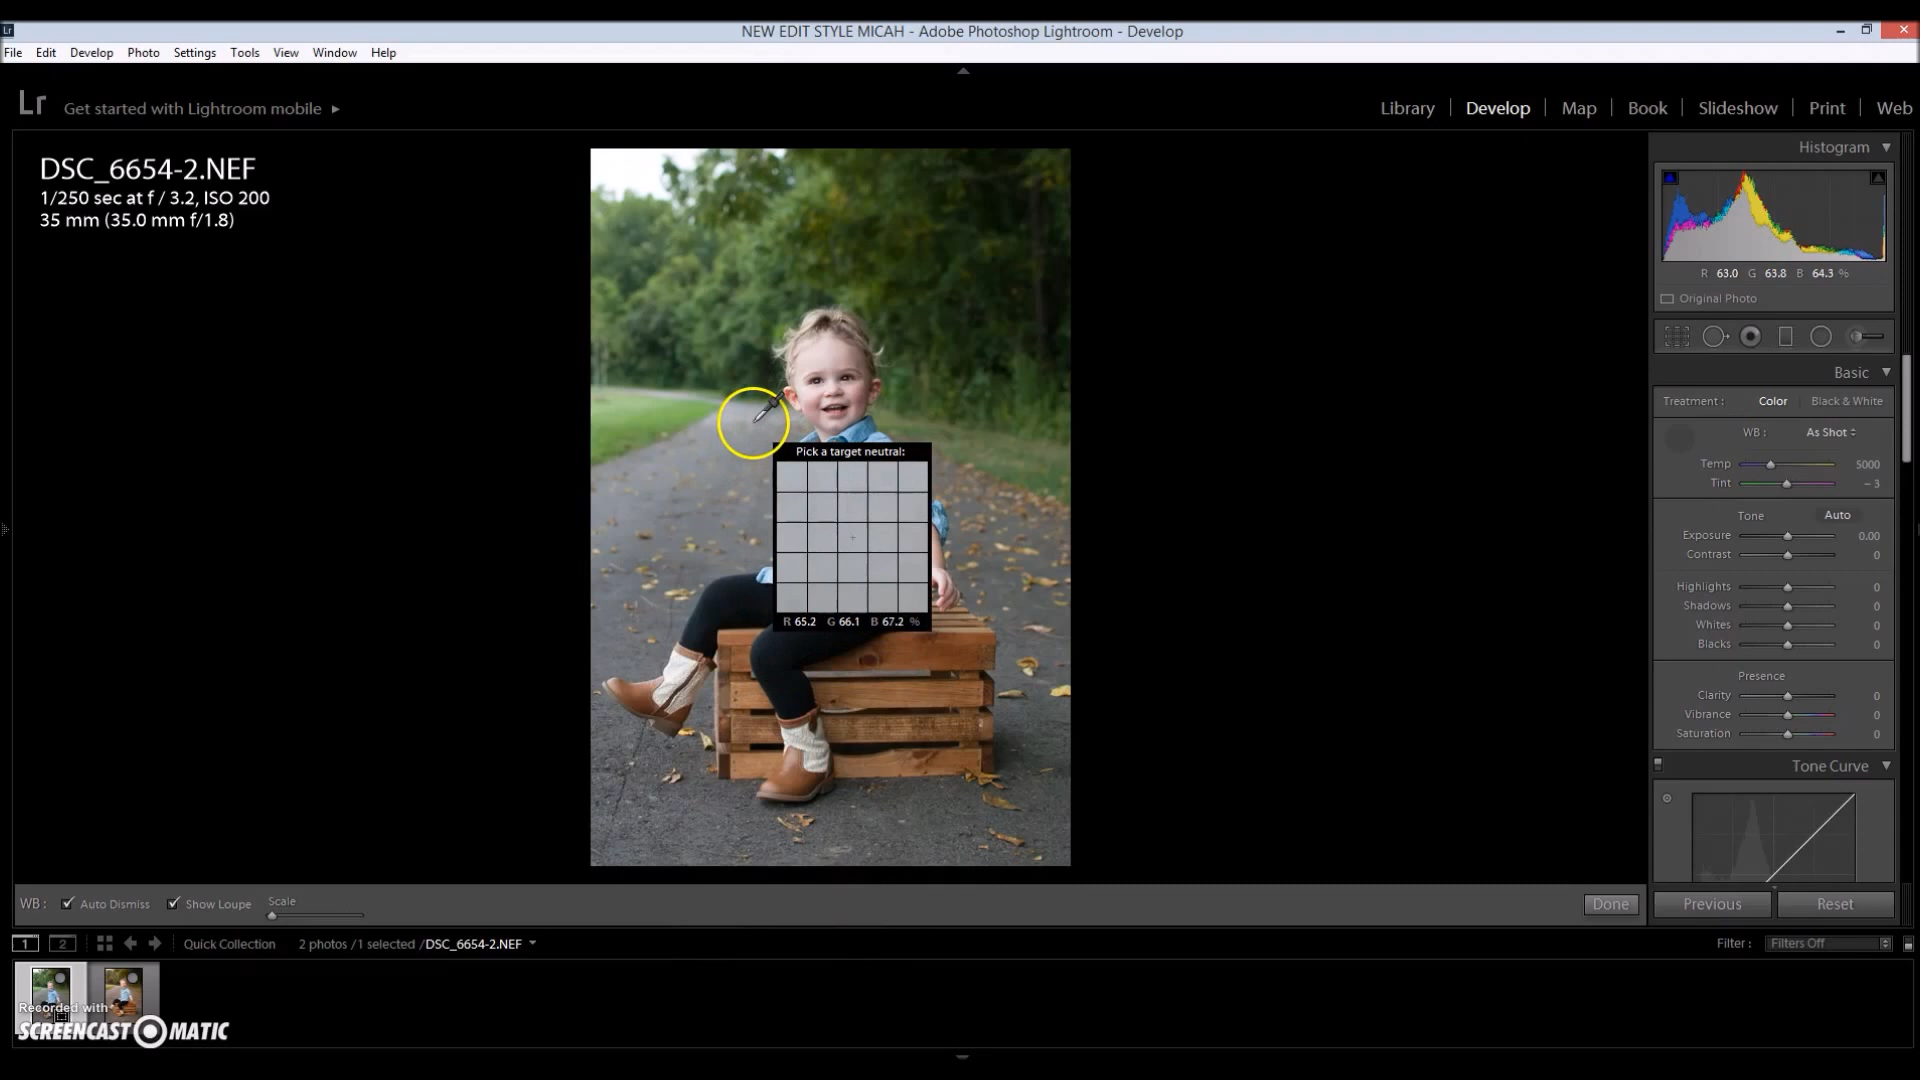 Lr
NEW EDIT STYLE MICAH - Adobe Photoshop Lightroom - Develop
File Edit Develop Photo Settings Tools View Window Help
Lr Get started with Lightroom mobile
Library Develop Map Book Slideshow Print Web
DSC_6654-2.NEF
1/250 sec at f / 3.2, ISO 200
35 mm (35.0 mm f/1.8)
Histogram
R 63.0 G 63.8 B 64.3 %
Original Photo
Basic
Treatment : Color Black & White
WB : As Shot
Temp 5000
Tint – 3
Tone Auto
Exposure 0.00
Contrast 0
Highlights 0
Shadows 0
Whites 0
Blacks 0
Presence
Clarity 0
Vibrance 0
Saturation 0
Tone Curve
Pick a target neutral:
R 65.2 G 66.1 B 67.2 %
WB : Auto Dismiss Show Loupe Scale
Done
Previous Reset
1 2 Quick Collection 2 photos /1 selected /DSC_6654-2.NEF
Filter : Filters Off
Recorded with
SCREENCAST MATIC